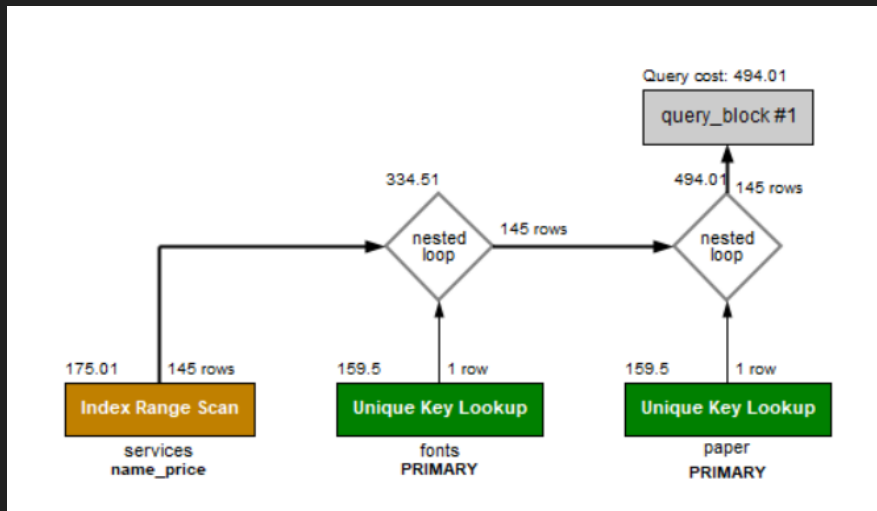 Query cost: 494.01
query_block #1
334.51
494.01
145 rows
nested
loop
145 rows
nested
loop
175.01
145 rows
159.5
1 row
159.5
1 row
Index Range Scan
Unique Key Lookup
Unique Key Lookup
services
name_price
fonts
PRIMARY
paper
PRIMARY